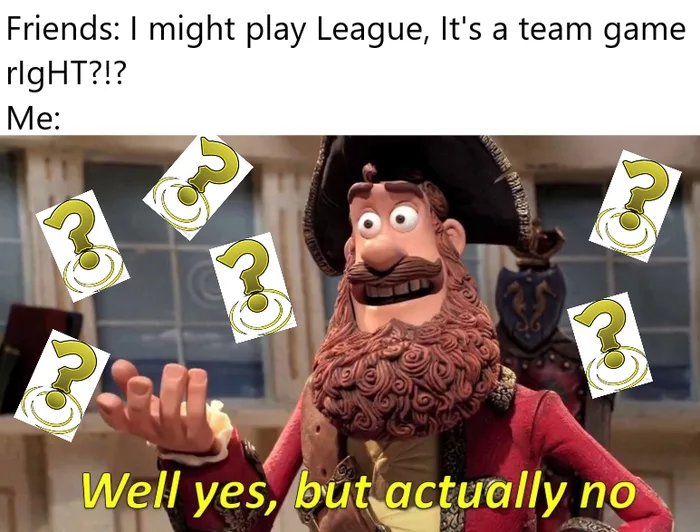 Friends: I might play League, It's a team game
rIgHT?!?
Me:
Well yes, but actually no